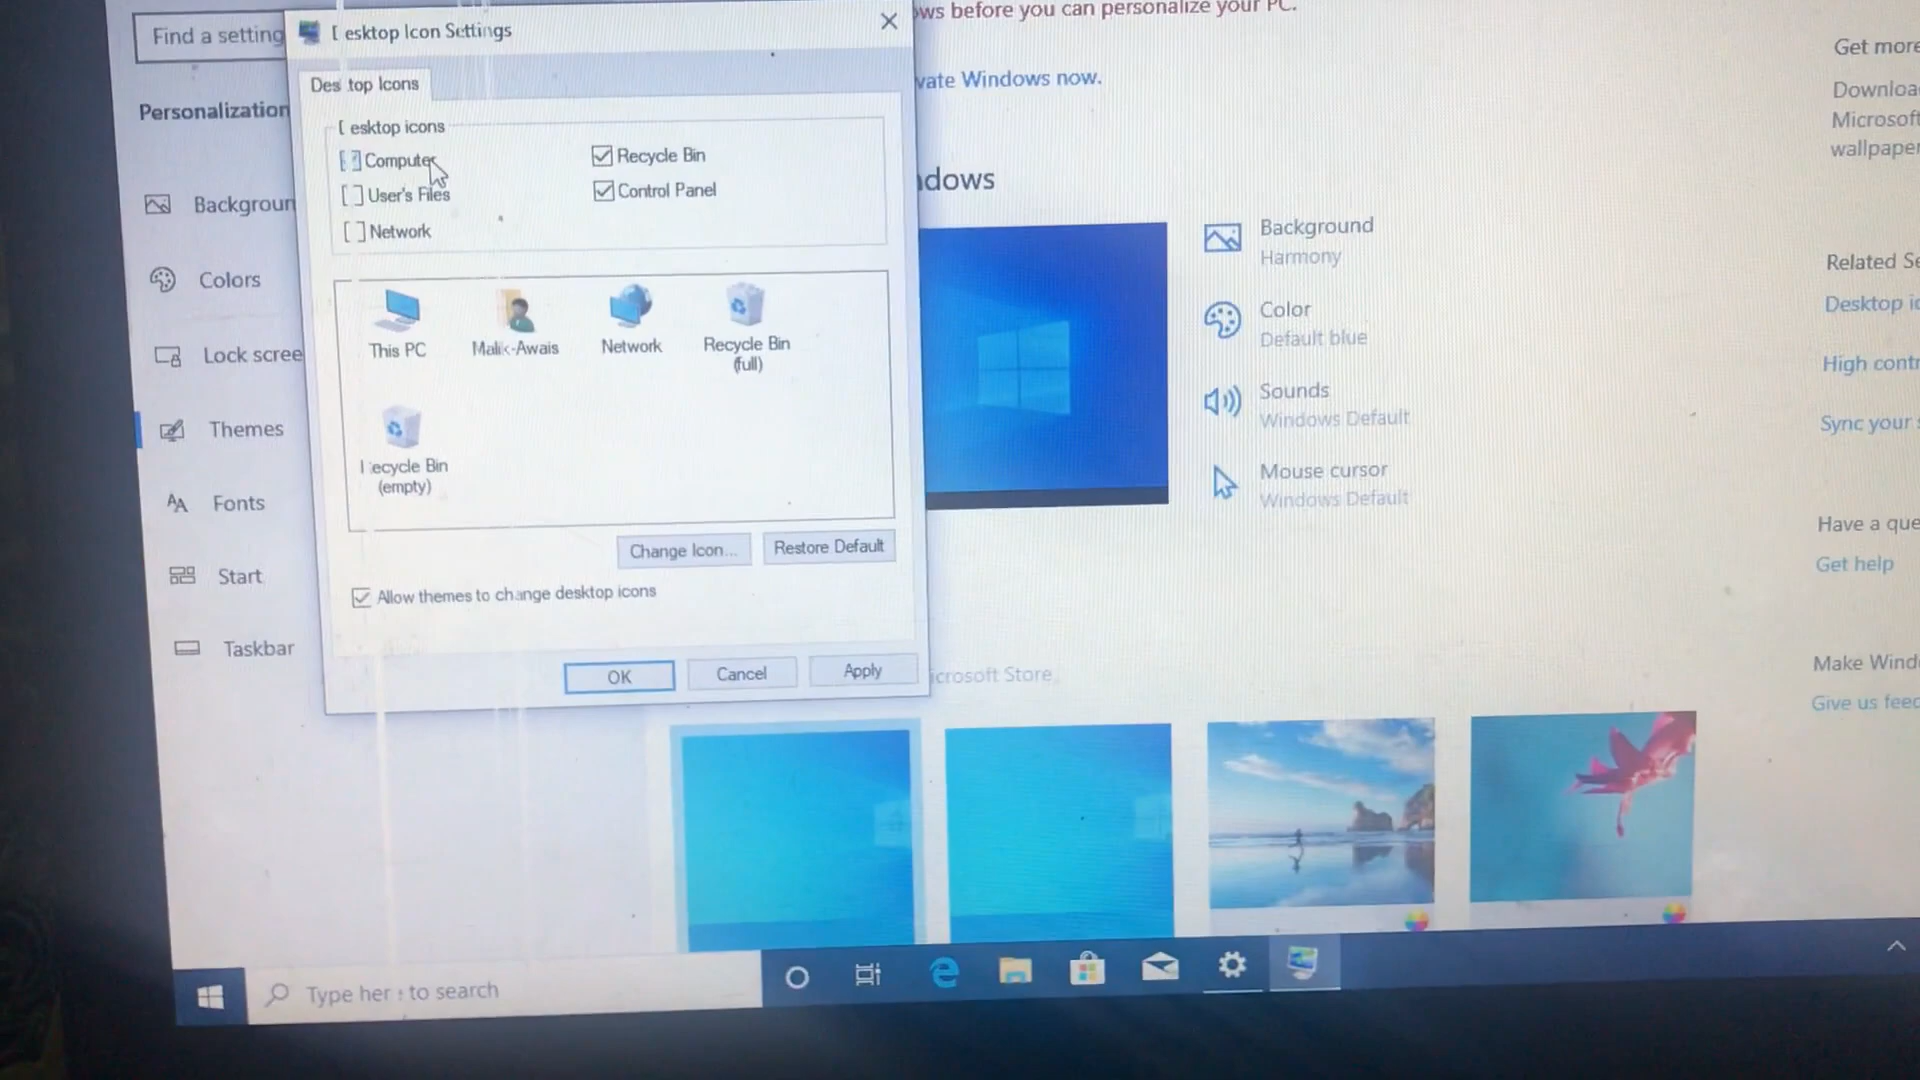 ows before you can personalize your PC.
Find a setting
Desktop Icon Settings
Get more
vate Windows now.
Desktop Icons
Downloa
Personalization
Microsoft
Desktop icons
wallpaper
Computer
Recycle Bin
User's Files
Control Panel
ndows
Network
Backgroun
Background
Harmony
Colors
Related Se
Color
Desktop ic
Default blue
This PC
Malik-Awais
Network
Recycle Bin
(full)
Lock scree
High contr
Sounds
Windows Default
Themes
Sync your s
Recycle Bin
(empty)
Mouse cursor
Windows Default
Fonts
Have a que
Change Icon...
Restore Default
Get help
Start
Allow themes to change desktop icons
Taskbar
Make Wind
OK
Cancel
Apply
icrosoft Store
Give us feed
Type here to search